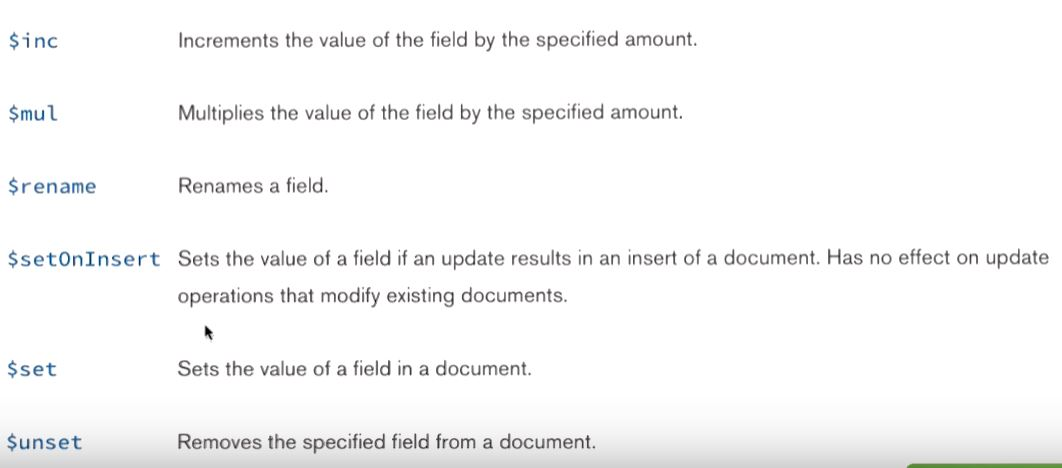 $inc Increments the value of the field by the specified amount.
$mul Multiplies the value of the field by the specified amount.
$rename Renames a field.
$setOnInsert Sets the value of a field if an update results in an insert of a document. Has no effect on update
operations that modify existing documents.
$set Sets the value of a field in a document.
$unset Removes the specified field from a document.